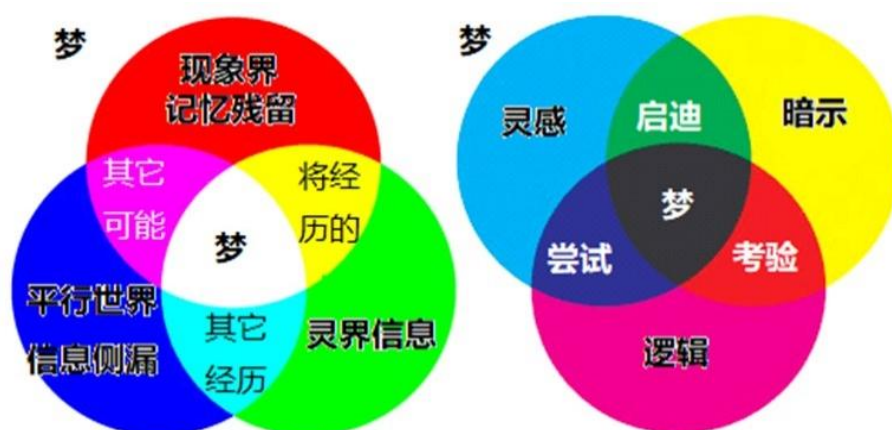 梦
现象界
记忆残留
其它
可能
将经
历的
梦
平行世界
信息侧漏
其它
经历
灵界信息
梦
灵感
启迪
暗示
梦
尝试
考验
逻辑